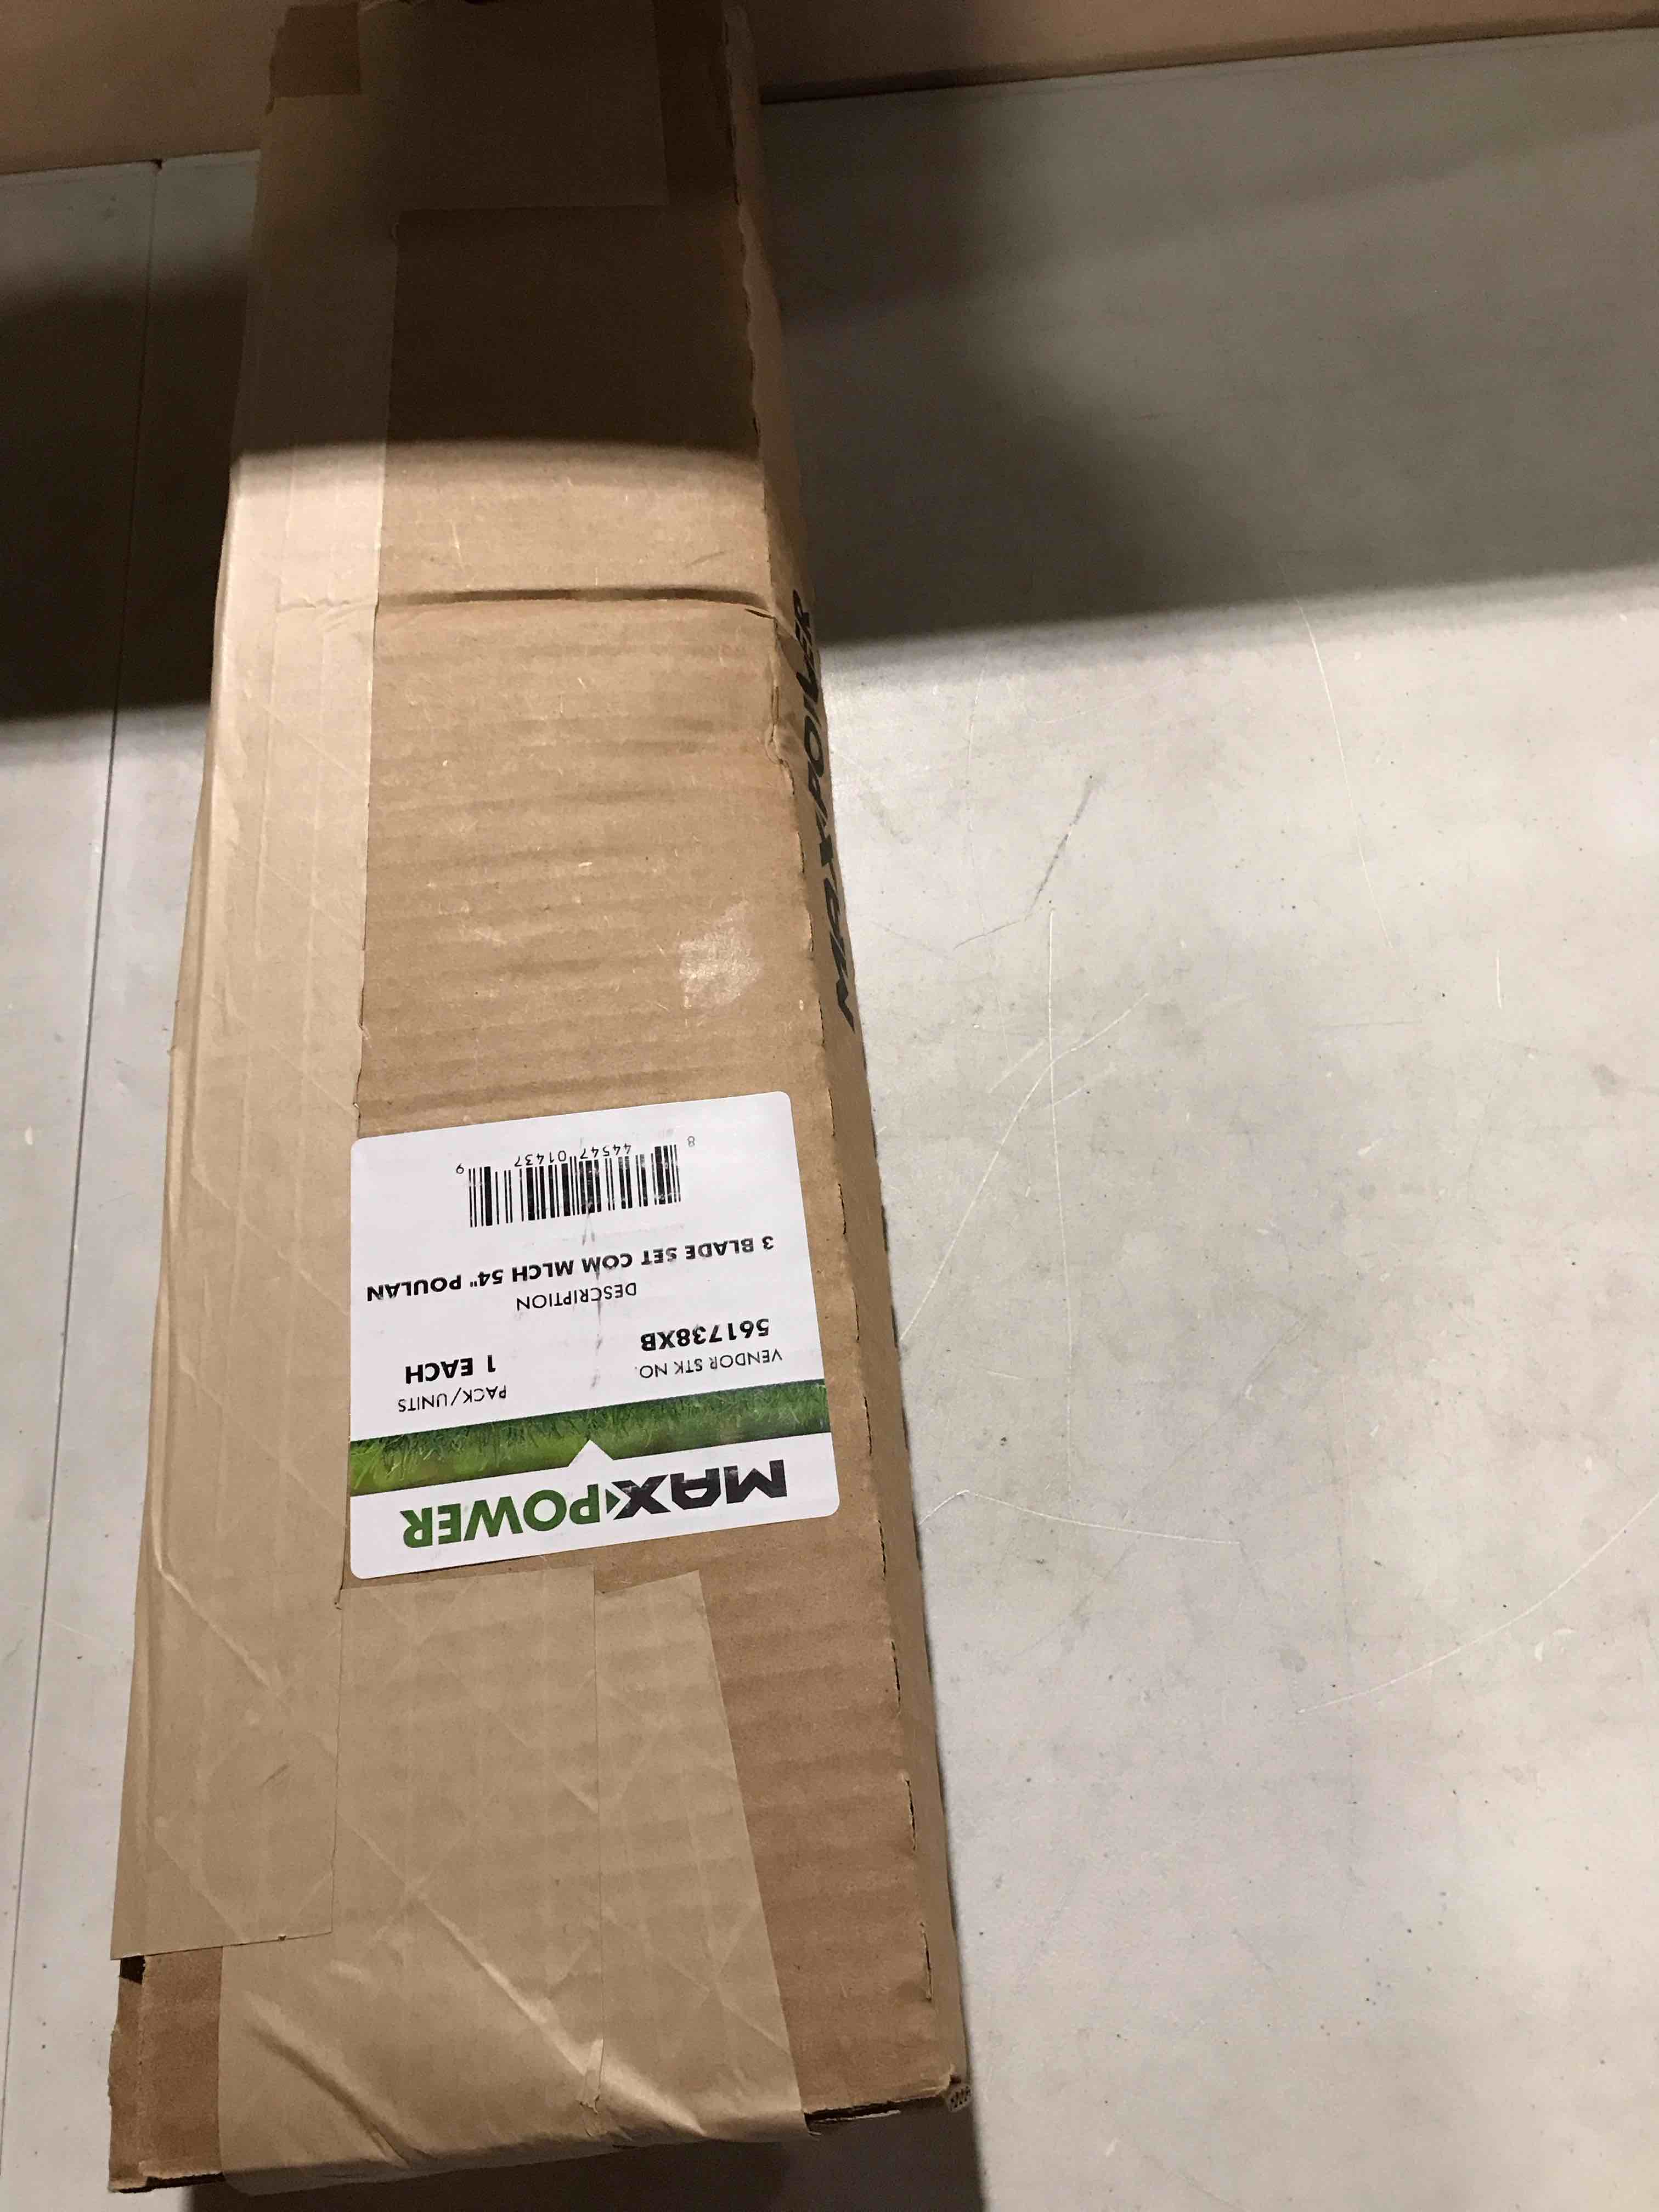 MAXPOWER
VENDOR STK NO.
PACK/UNITS
561738XB
1 EACH
DESCRIPTION
3 BLADE SET COM MLCH 54" POULAN
8 44547 01437 9
MAXPOWER